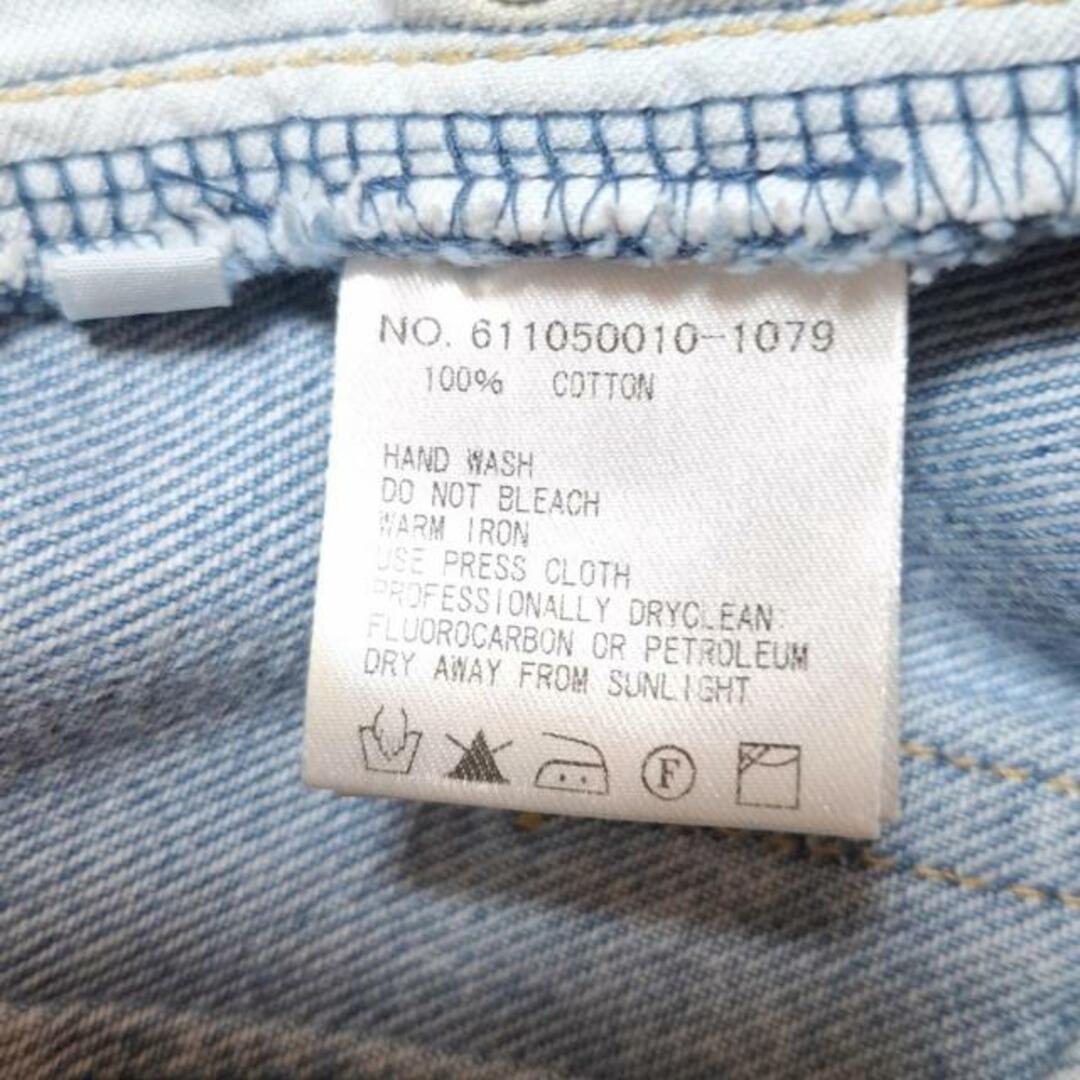 NO. 611050010-1079
100% COTTON
HAND WASH
DO NOT BLEACH
WARM IRON
USE PRESS CLOTH
PROFESSIONALLY DRYCLEAN:
FLUOROCARBON OR PETROLEUM
DRY AWAY FROM SUNLIGHT
F